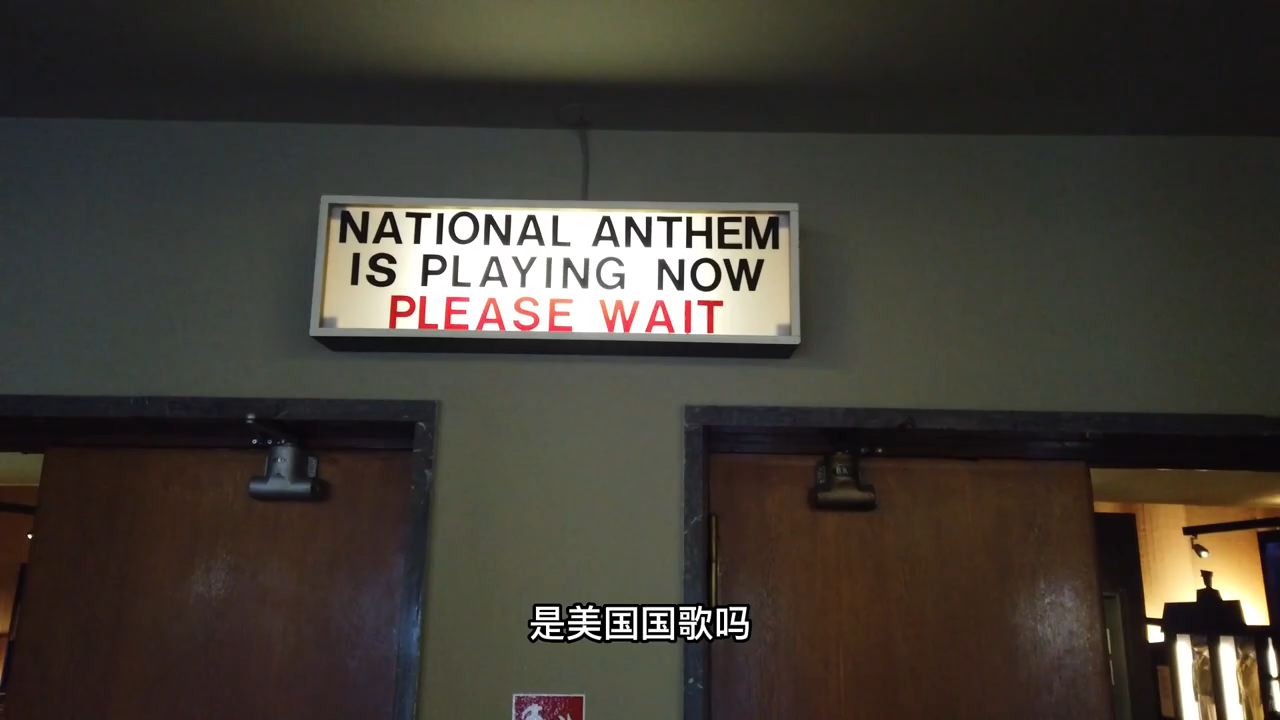 NATIONAL ANTHEM
IS PLAYING NOW
PLEASE WAIT
是美国国歌吗